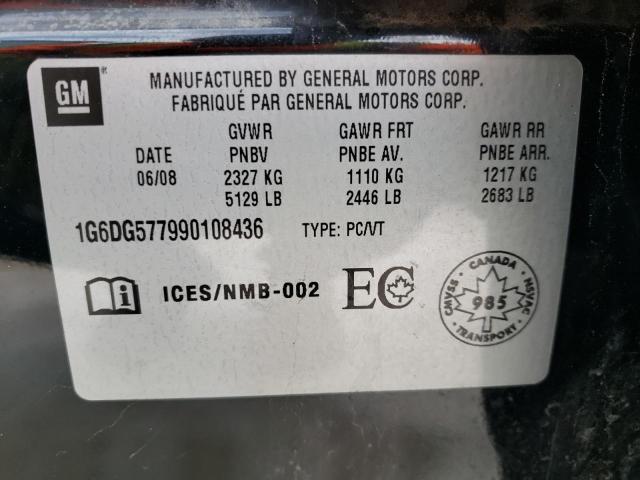 GM
MANUFACTURED BY GENERAL MOTORS CORP.
FABRIQUÉ PAR GENERAL MOTORS CORP.
GVWR GAWR FRT GAWR RR
DATE PNBV PNBE AV. PNBE ARR.
06/08 2327 KG 1110 KG 1217 KG
5129 LB 2446 LB 2683 LB
1G6DG577990108436 TYPE: PC/VT
ICES/NMB-002 EC
CANADA
CMVSS 985 NSVAC
TRANSPORT